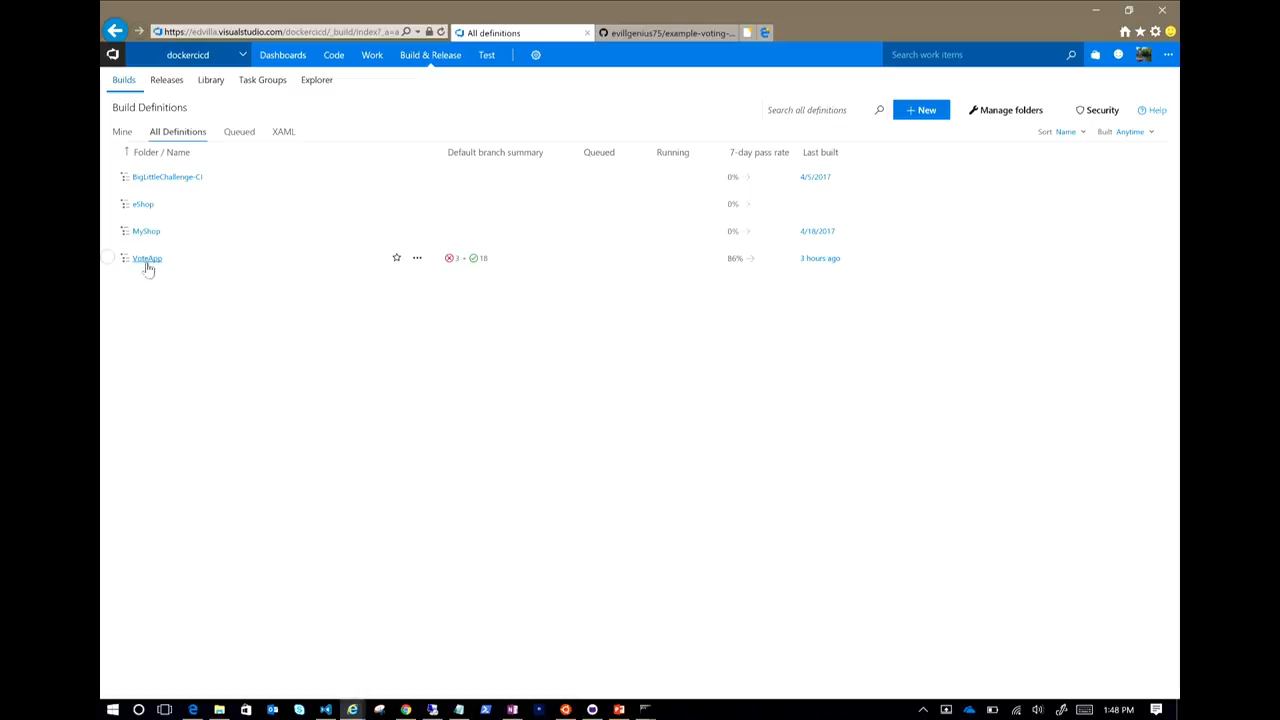 https://edvilla.visualstudio.com/dockercicd/_build/index?_a=a
All definitions
evillgenius75/example-voting-...
dockercicd
Dashboards
Code
Work
Build & Release
Test
Search work items
Builds
Releases
Library
Task Groups
Explorer
Build Definitions
Search all definitions
+ New
Manage folders
Security
Help
Mine
All Definitions
Queued
XAML
Sort Name
Built Anytime
Folder / Name
Default branch summary
Queued
Running
7-day pass rate
Last built
BigLittleChallenge-CI
0%
4/5/2017
eShop
0%
MyShop
0%
4/18/2017
VoteApp
3 + 18
86%
3 hours ago
1:48 PM